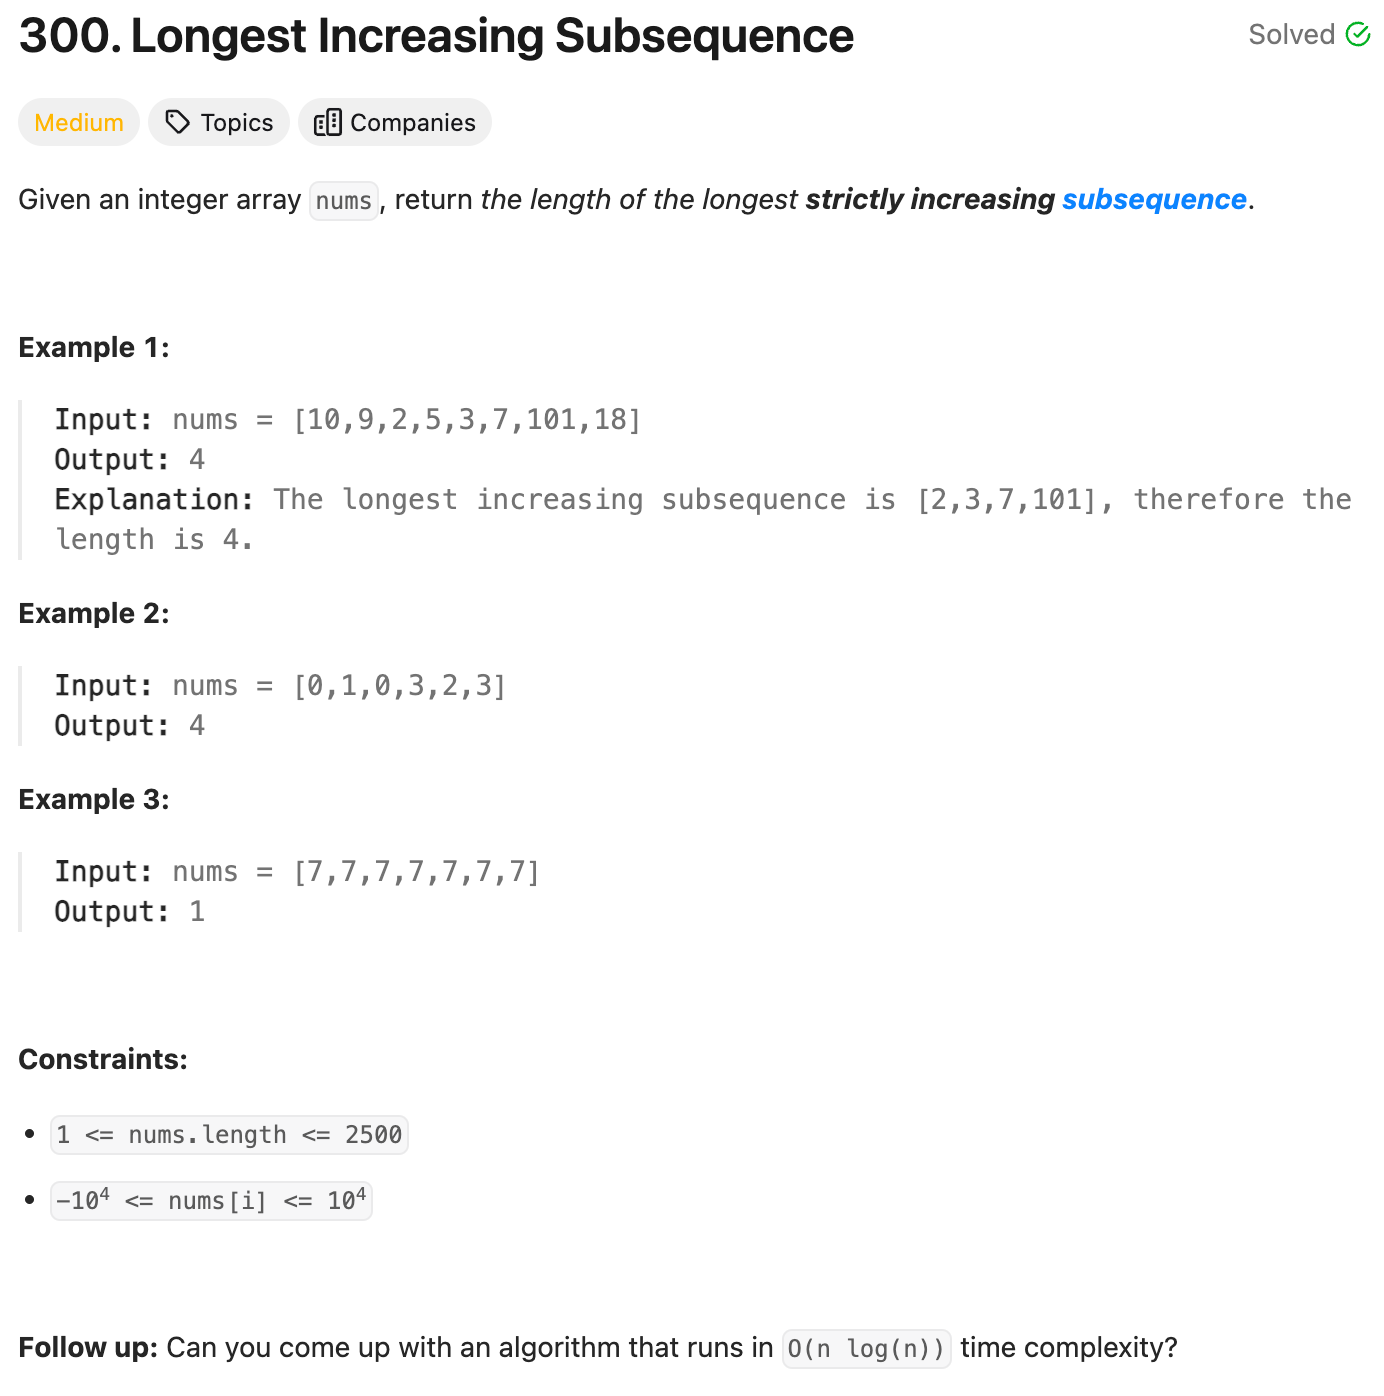 300. Longest Increasing Subsequence
Solved
Medium
Topics
Companies
Given an integer array nums, return the length of the longest strictly increasing subsequence.
Example 1:
Input: nums = [10,9,2,5,3,7,101,18]
Output: 4
Explanation: The longest increasing subsequence is [2,3,7,101], therefore the
length is 4.
Example 2:
Input: nums = [0,1,0,3,2,3]
Output: 4
Example 3:
Input: nums = [7,7,7,7,7,7,7]
Output: 1
Constraints:
• 1 <= nums.length <= 2500
• -10⁴ <= nums[i] <= 10⁴
Follow up: Can you come up with an algorithm that runs in O(n log(n)) time complexity?